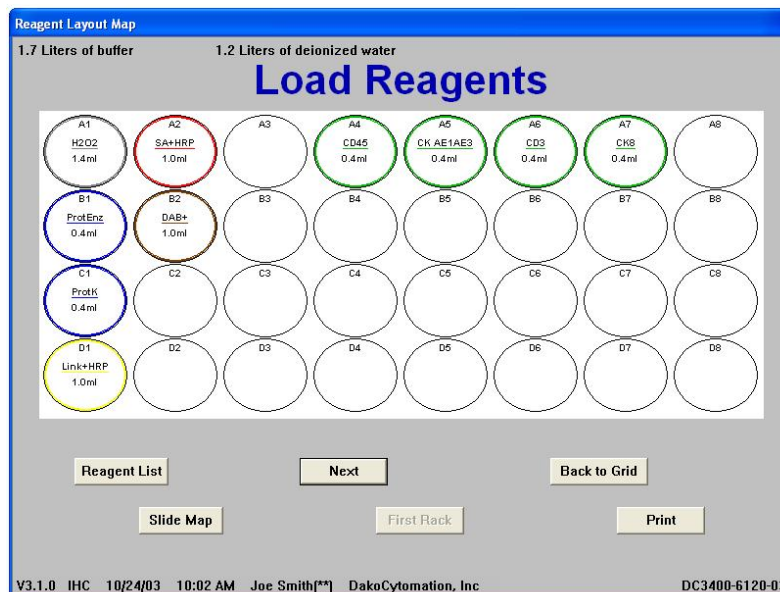 Reagent Layout Map
1.7 Liters of buffer 1.2 Liters of deionized water
Load Reagents
A1 A2 A3 A4 A5 A6 A7 A8
H2O2 SA+HRP CD45 CK AE1AE3 CD3 CK8
1.4ml 1.0ml 0.4ml 0.4ml 0.4ml 0.4ml
B1 B2 B3 B4 B5 B6 B7 B8
ProtEnz DAB+
0.4ml 1.0ml
C1 C2 C3 C4 C5 C6 C7 C8
ProtK
0.4ml
D1 D2 D3 D4 D5 D6 D7 D8
Link+HRP
1.0ml
Reagent List Next Back to Grid
Slide Map First Rack Print
V3.1.0 IHC 10/24/03 10:02 AM Joe Smith(**) DakoCytomation, Inc